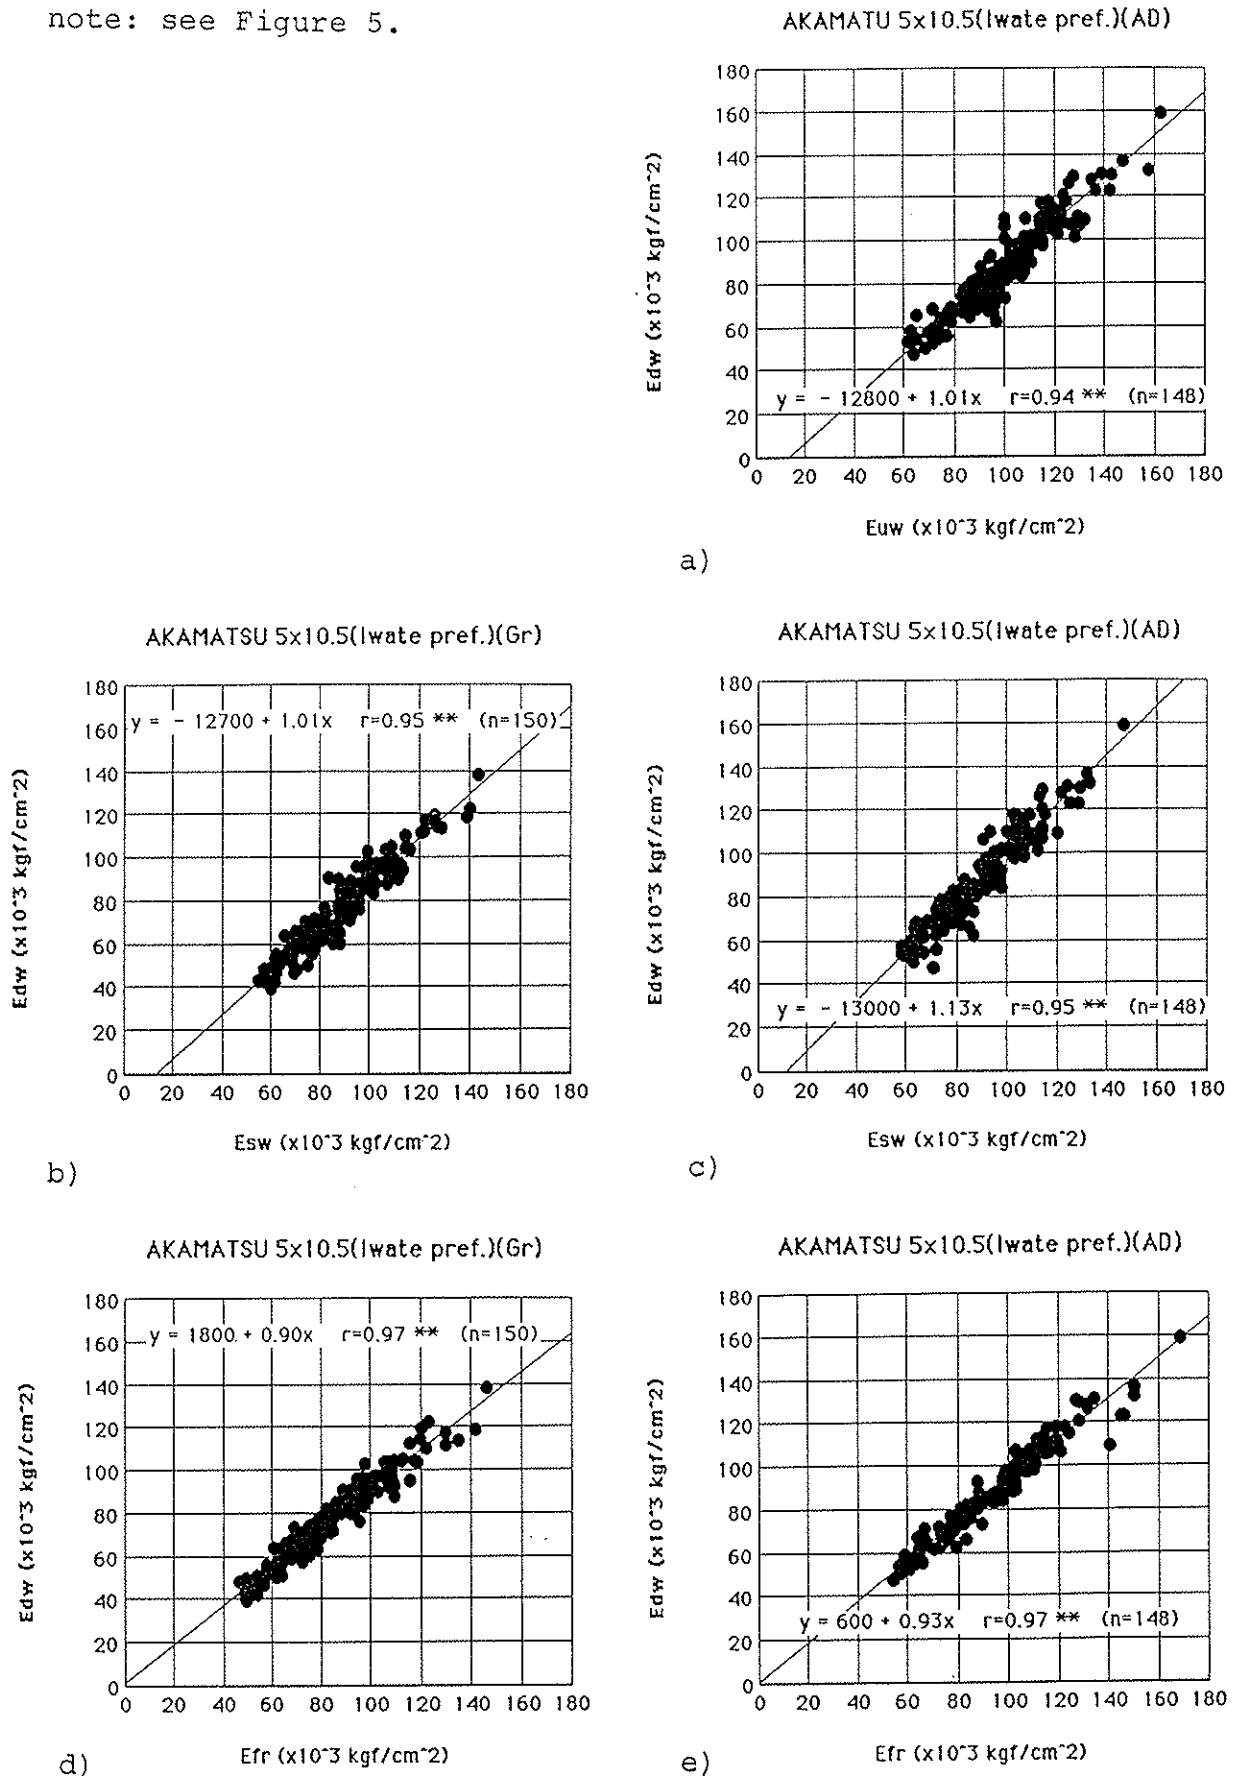 note: see Figure 5.
AKAMATU 5x10.5(Iwate pref.)(AD)
180
160
140
120
100
80
60
40
20
0
Edw (x10^3 kgf/cm^2)
y = - 12800 + 1.01x r=0.94 ** (n=148)
0 20 40 60 80 100 120 140 160 180
Euw (x10^3 kgf/cm^2)
a)
AKAMATSU 5x10.5(Iwate pref.)(Gr)
180
160
140
120
100
80
60
40
20
0
Edw (x10^3 kgf/cm^2)
y = - 12700 + 1.01x r=0.95 ** (n=150)
0 20 40 60 80 100 120 140 160 180
Esw (x10^3 kgf/cm^2)
b)
AKAMATSU 5x10.5(Iwate pref.)(AD)
180
160
140
120
100
80
60
40
20
0
Edw (x10^3 kgf/cm^2)
y = - 13000 + 1.13x r=0.95 ** (n=148)
0 20 40 60 80 100 120 140 160 180
Esw (x10^3 kgf/cm^2)
c)
AKAMATSU 5x10.5(Iwate pref.)(Gr)
180
160
140
120
100
80
60
40
20
0
Edw (x10^3 kgf/cm^2)
y = 1800 + 0.90x r=0.97 ** (n=150)
0 20 40 60 80 100 120 140 160 180
Efr (x10^3 kgf/cm^2)
d)
AKAMATSU 5x10.5(Iwate pref.)(AD)
180
160
140
120
100
80
60
40
20
0
Edw (x10^3 kgf/cm^2)
y = 600 + 0.93x r=0.97 ** (n=148)
0 20 40 60 80 100 120 140 160 180
Efr (x10^3 kgf/cm^2)
e)